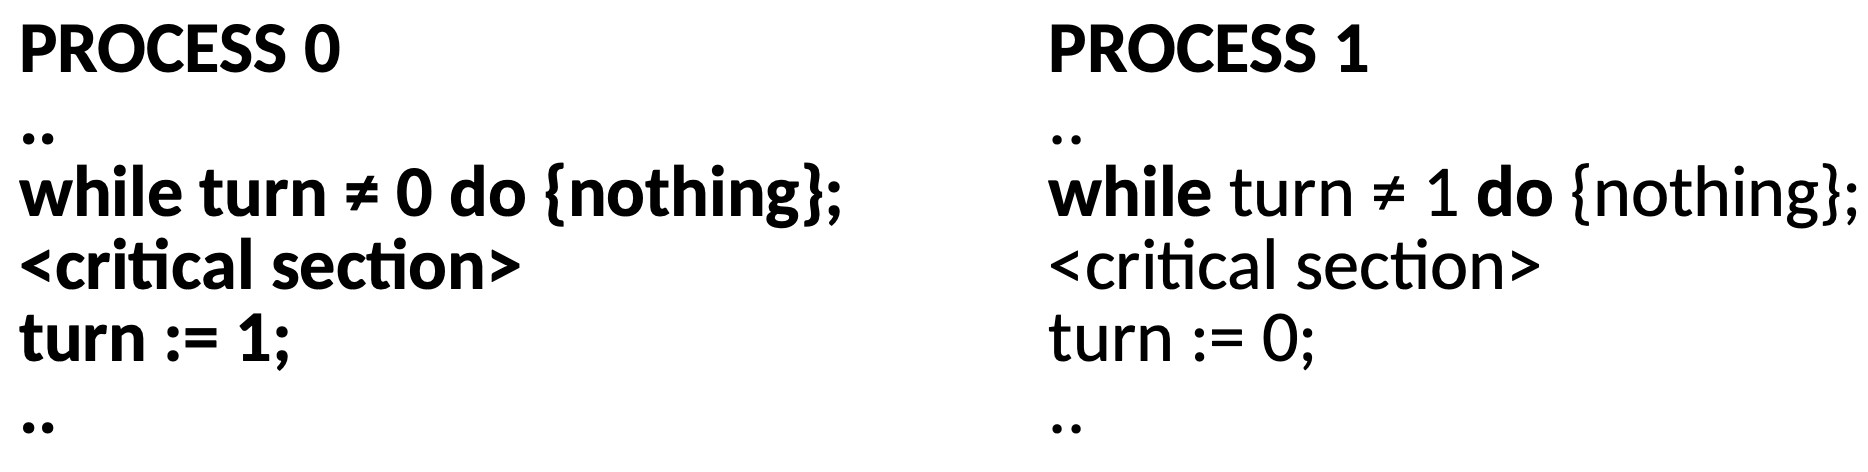 PROCESS 0
..
while turn ≠ 0 do {nothing};
<critical section>
turn := 1;
..
PROCESS 1
..
while turn ≠ 1 do {nothing};
<critical section>
turn := 0;
..